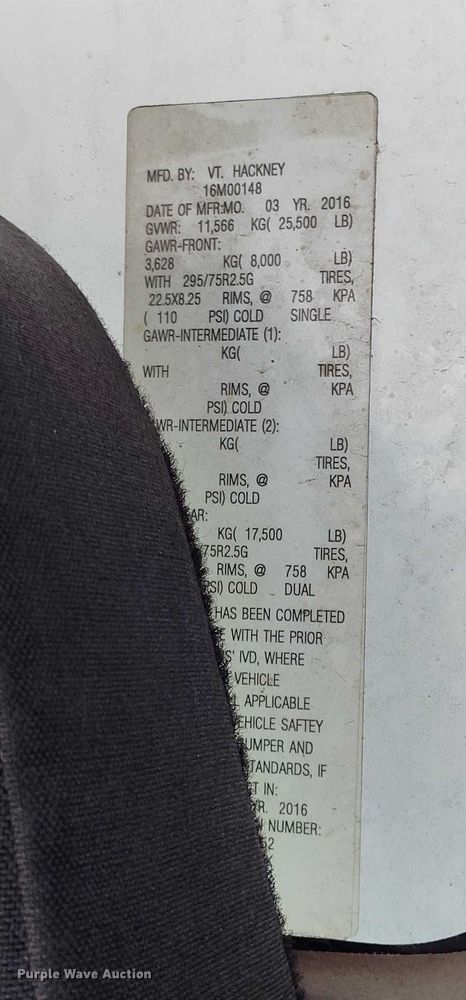 MFD. BY: VT. HACKNEY
16M00148
DATE OF MFR:MO. 03 YR. 2016
GVWR: 11,566 KG( 25,500 LB)
GAWR-FRONT:
3,628 KG( 8,000 LB)
WITH 295/75R2.5G TIRES,
22.5X8.25 RIMS, @ 758 KPA
( 110 PSI) COLD SINGLE
GAWR-INTERMEDIATE (1):
KG( LB)
WITH TIRES,
RIMS, @ KPA
PSI) COLD
WR-INTERMEDIATE (2):
KG( LB)
TIRES,
RIMS, @ KPA
PSI) COLD
AR:
KG( 17,500 LB)
75R2.5G TIRES,
RIMS, @ 758 KPA
SI) COLD DUAL
HAS BEEN COMPLETED
WITH THE PRIOR
S' IVD, WHERE
VEHICLE
APPLICABLE
EHICLE SAFTEY
UMPER AND
TANDARDS, IF
T IN:
R. 2016
NUMBER:
Purple Wave Auction